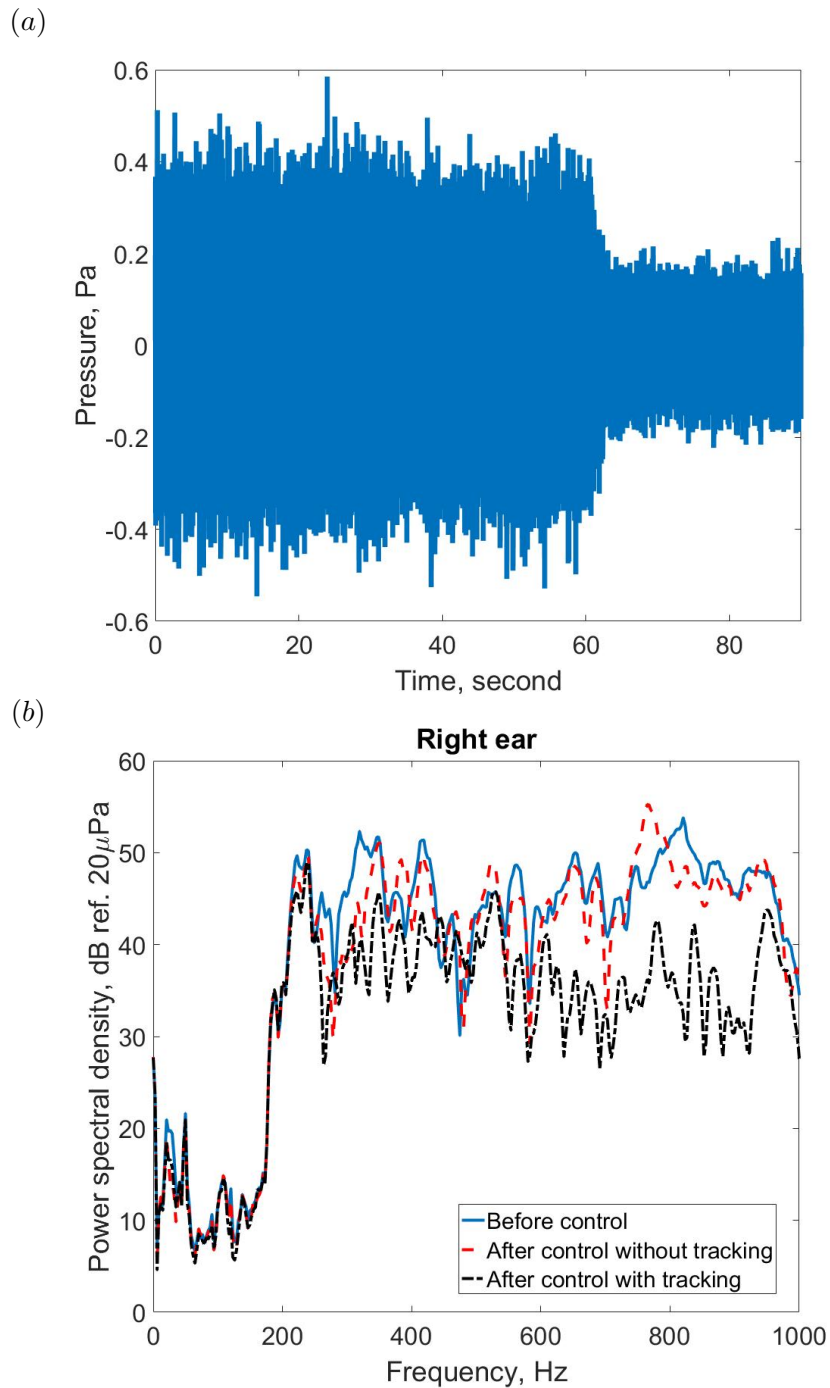 (a)
0.6
0.4
0.2
0
-0.2
-0.4
-0.6
Pressure, Pa
0 20 40 60 80
Time, second
(b)
Right ear
60
50
40
30
20
10
0
Power spectral density, dB ref. 20μPa
Before control
After control without tracking
After control with tracking
0 200 400 600 800 1000
Frequency, Hz